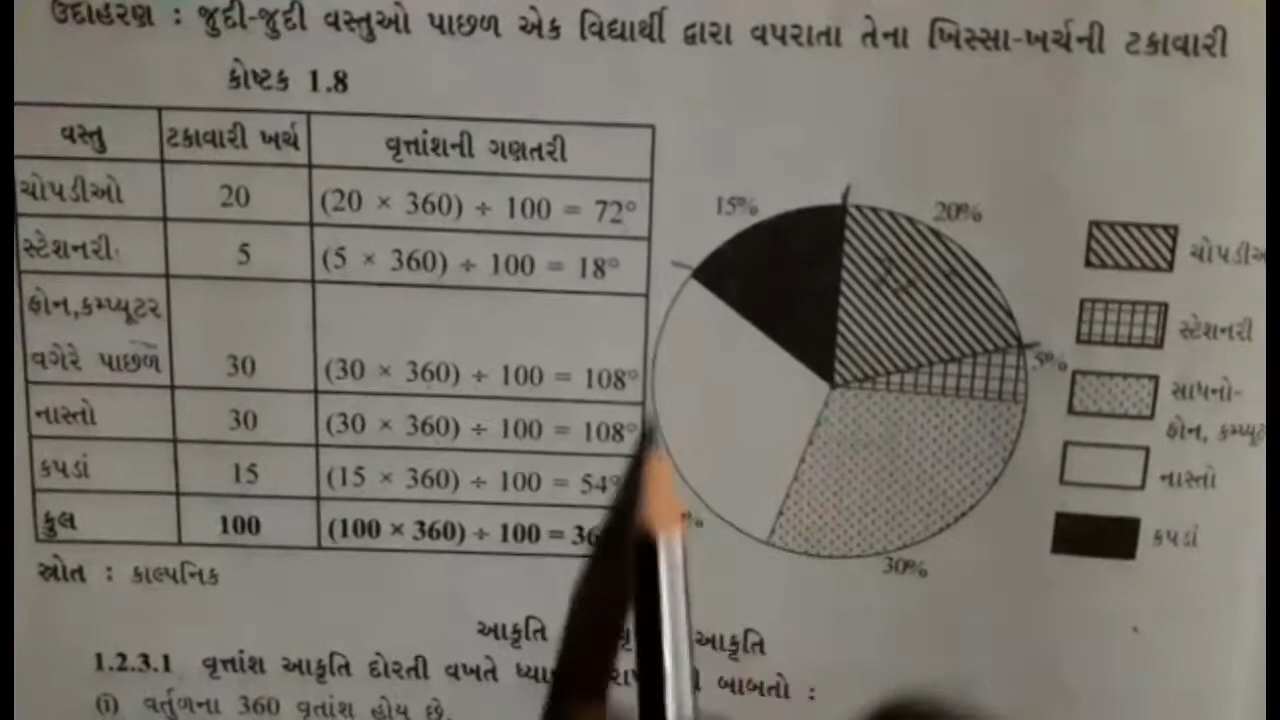 ઉદાહરણ : જુદી-જુદી વસ્તુઓ પાછળ એક વિદ્યાર્થી દ્વારા વપરાતા તેના ખિસ્સા-ખર્ચની ટકાવારી
કોષ્ટક 1.8
વસ્તુ ટકાવારી ખર્ચ વૃત્તાંશની ગણતરી
ચોપડીઓ 20 (20 × 360) ÷ 100 = 72°
સ્ટેશનરી 5 (5 × 360) ÷ 100 = 18°
ફોન,કમ્પ્યૂટર
વગેરે પાછળ 30 (30 × 360) ÷ 100 = 108°
નાસ્તો 30 (30 × 360) ÷ 100 = 108°
કપડાં 15 (15 × 360) ÷ 100 = 54°
કુલ 100 (100 × 360) ÷ 100 =
સ્રોત : કાલ્પનિક
15%
20%
5%
30%
સ્ટેશનરી
સાધનો-
ફોન,
નાસ્તો
કપડાં
આકૃતિ આકૃતિ
1.2.3.1 વૃત્તાંશ આકૃતિ દોરતી વખતે બાબતો :
(i) વર્તુળના 360 વૃતાંશ હોય છે.